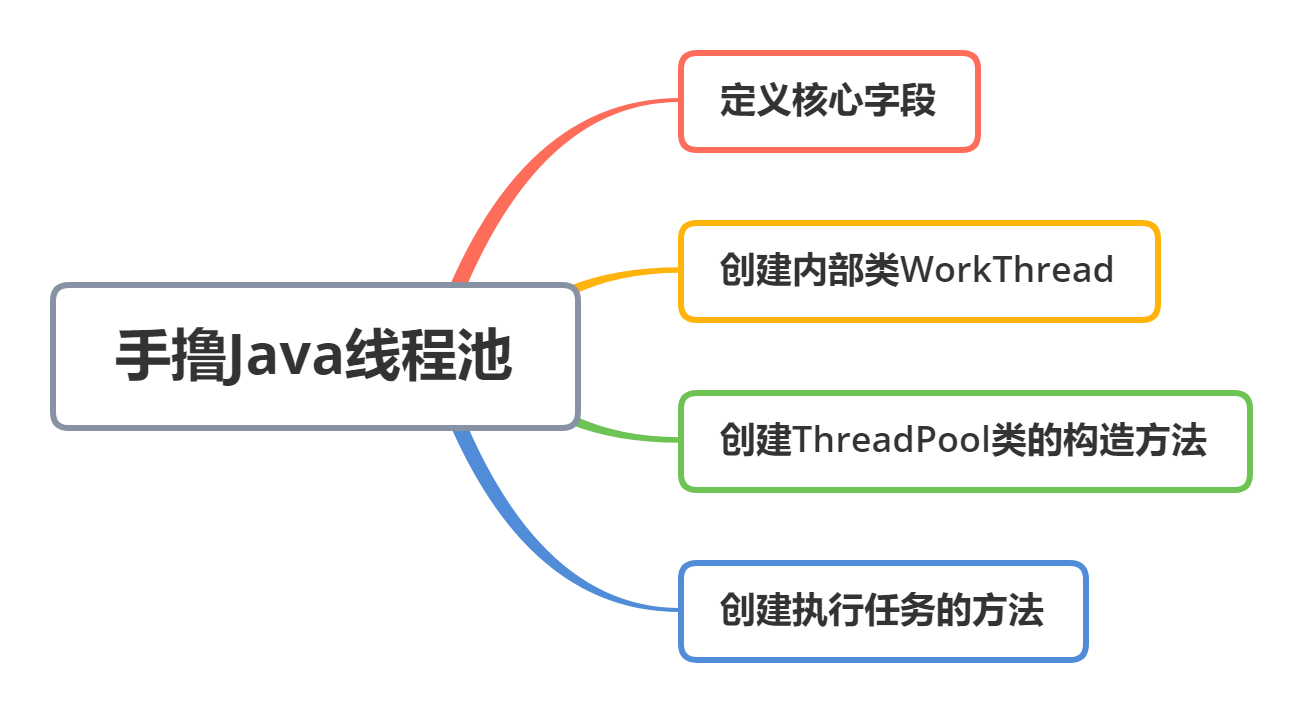 定义核心字段
创建内部类WorkThread
手撸Java线程池
创建ThreadPool类的构造方法
创建执行任务的方法